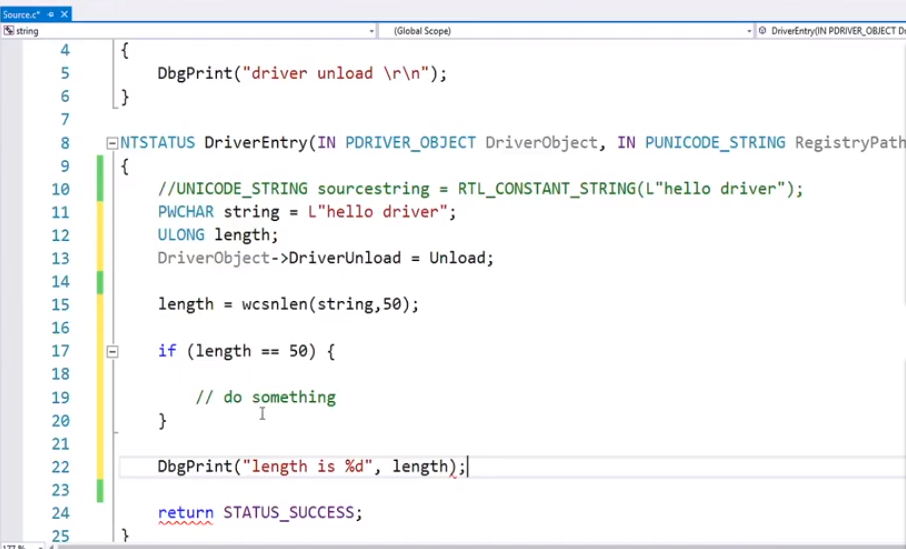 Source.c*
string (Global Scope) DriverEntry(IN PDRIVER_OBJECT
4 {
5 DbgPrint("driver unload \r\n");
6 }
7
8 NTSTATUS DriverEntry(IN PDRIVER_OBJECT DriverObject, IN PUNICODE_STRING RegistryPath
9 {
10 //UNICODE_STRING sourcestring = RTL_CONSTANT_STRING(L"hello driver");
11 PWCHAR string = L"hello driver";
12 ULONG length;
13 DriverObject->DriverUnload = Unload;
14
15 length = wcsnlen(string,50);
16
17 if (length == 50) {
18
19 // do something
20 }
21
22 DbgPrint("length is %d", length);
23
24 return STATUS_SUCCESS;
25 }
177 %